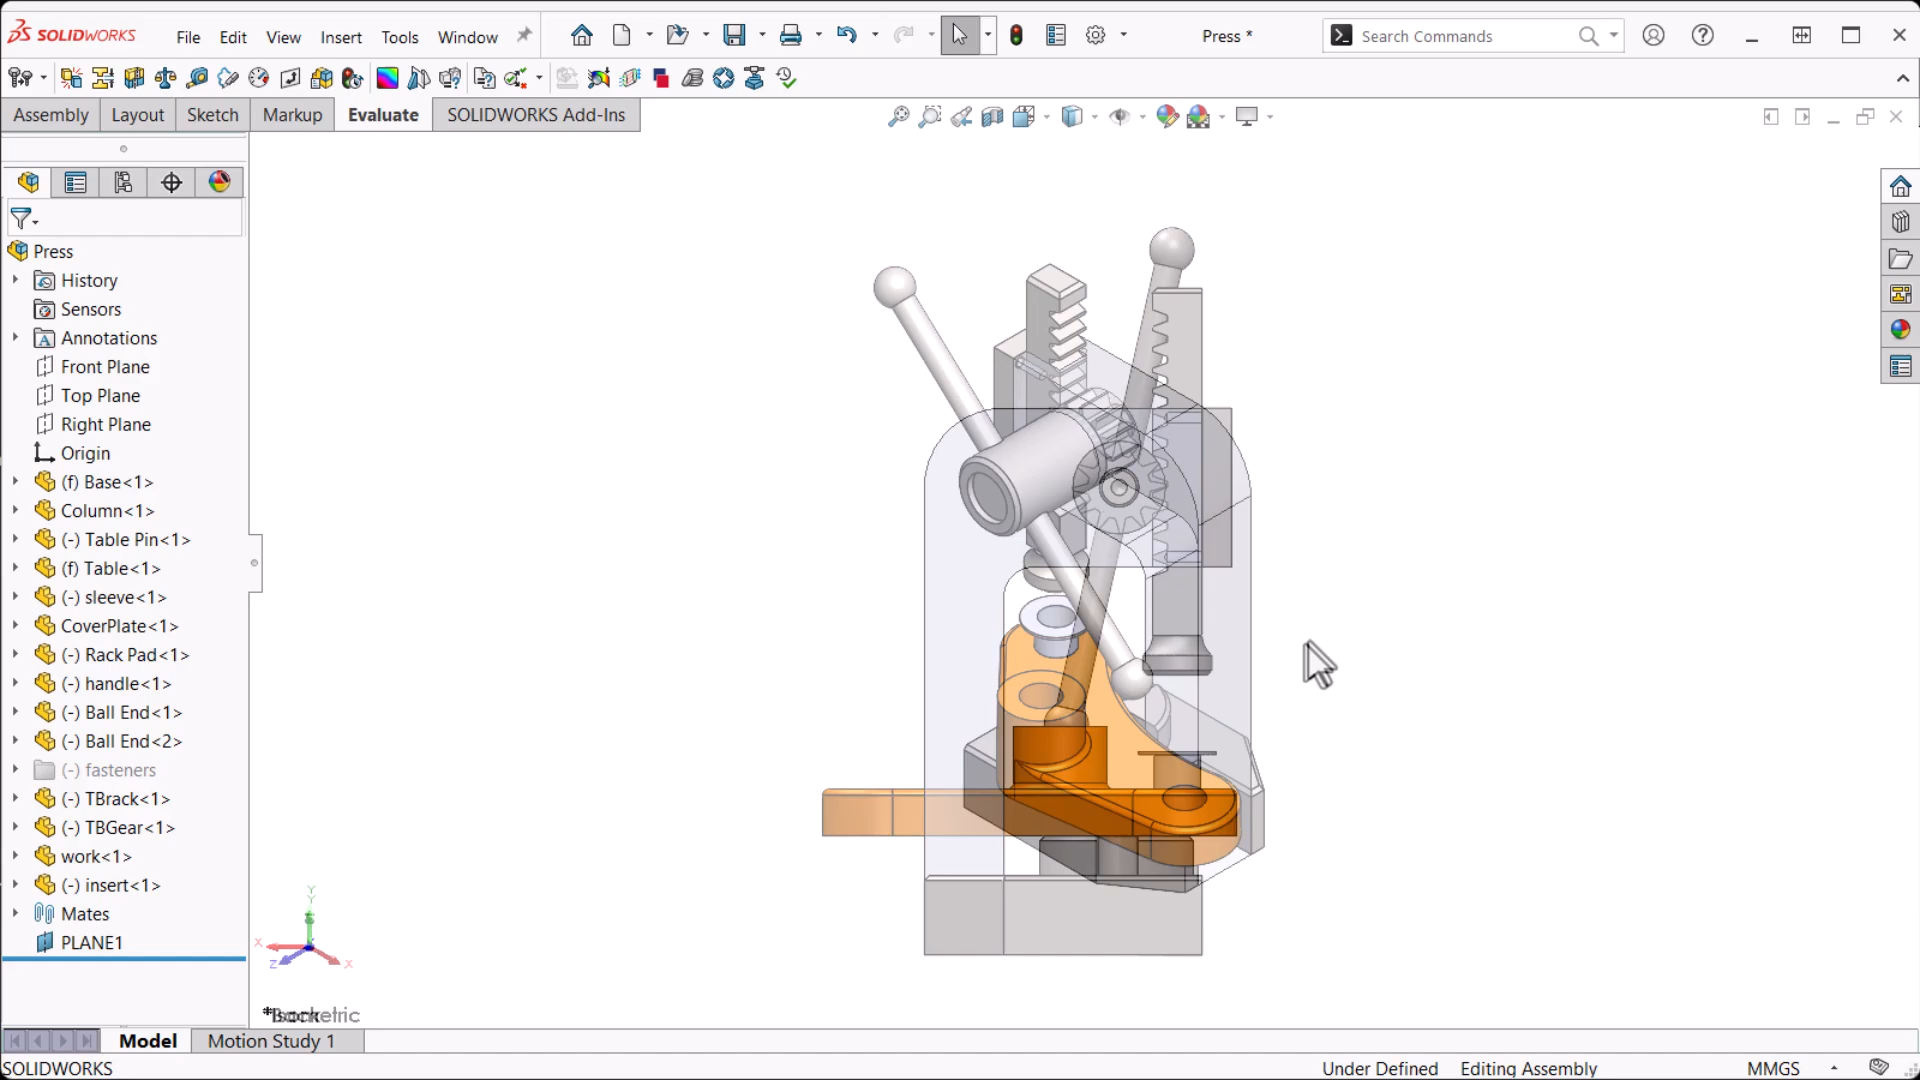 SOLIDWORKS
File Edit View Insert Tools Window
Press *
Search Commands
Assembly Layout Sketch Markup Evaluate SOLIDWORKS Add-Ins
Press
History
Sensors
Annotations
Front Plane
Top Plane
Right Plane
Origin
(f) Base<1>
Column<1>
(-) Table Pin<1>
(f) Table<1>
(-) sleeve<1>
CoverPlate<1>
(-) Rack Pad<1>
(-) handle<1>
(-) Ball End<1>
(-) Ball End<2>
(-) fasteners
(-) TBrack<1>
(-) TBGear<1>
work<1>
(-) insert<1>
Mates
PLANE1
Y
Y
X
Z
X
Model Motion Study 1
SOLIDWORKS Under Defined Editing Assembly MMGS